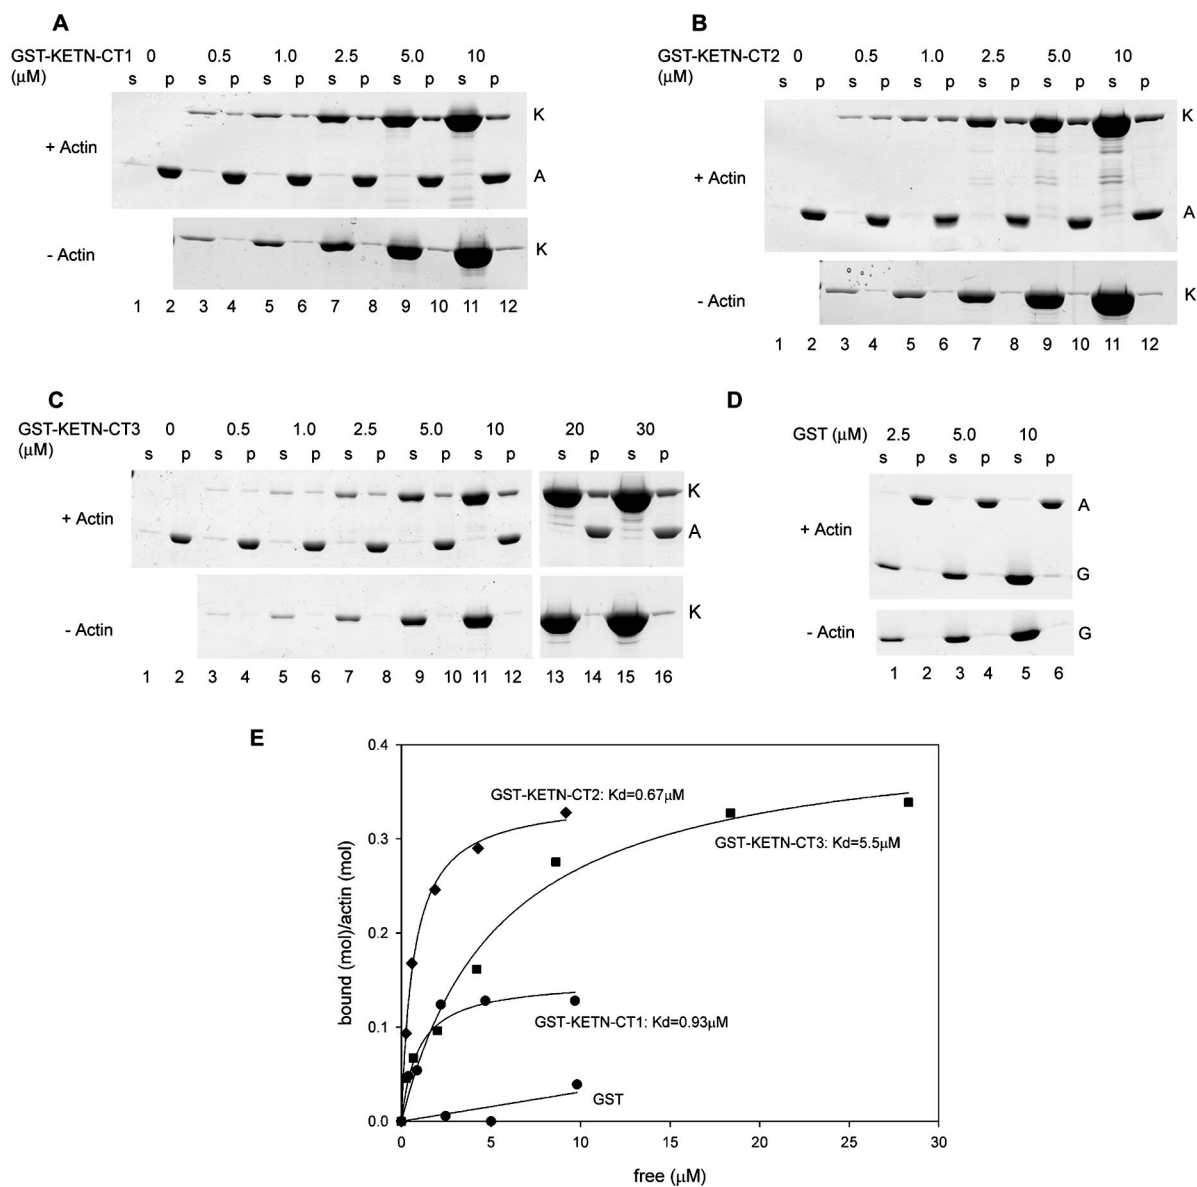 A
GST-KETN-CT1 0 0.5 1.0 2.5 5.0 10
(μM) s p s p s p s p s p s p
K
+ Actin
A
- Actin K
1 2 3 4 5 6 7 8 9 10 11 12
B
GST-KETN-CT2 0 0.5 1.0 2.5 5.0 10
(μM) s p s p s p s p s p s p
K
+ Actin
A
- Actin K
1 2 3 4 5 6 7 8 9 10 11 12
C
GST-KETN-CT3 0 0.5 1.0 2.5 5.0 10 20 30
(μM) s p s p s p s p s p s p s p s p
K
+ Actin
A
- Actin K
1 2 3 4 5 6 7 8 9 10 11 12 13 14 15 16
D
GST (μM) 2.5 5.0 10
s p s p s p
A
+ Actin
G
- Actin G
1 2 3 4 5 6
E
bound (mol)/actin (mol)
0.4
0.3
0.2
0.1
0.0
GST-KETN-CT2: Kd=0.67μM
GST-KETN-CT3: Kd=5.5μM
GST-KETN-CT1: Kd=0.93μM
GST
0 5 10 15 20 25 30
free (μM)